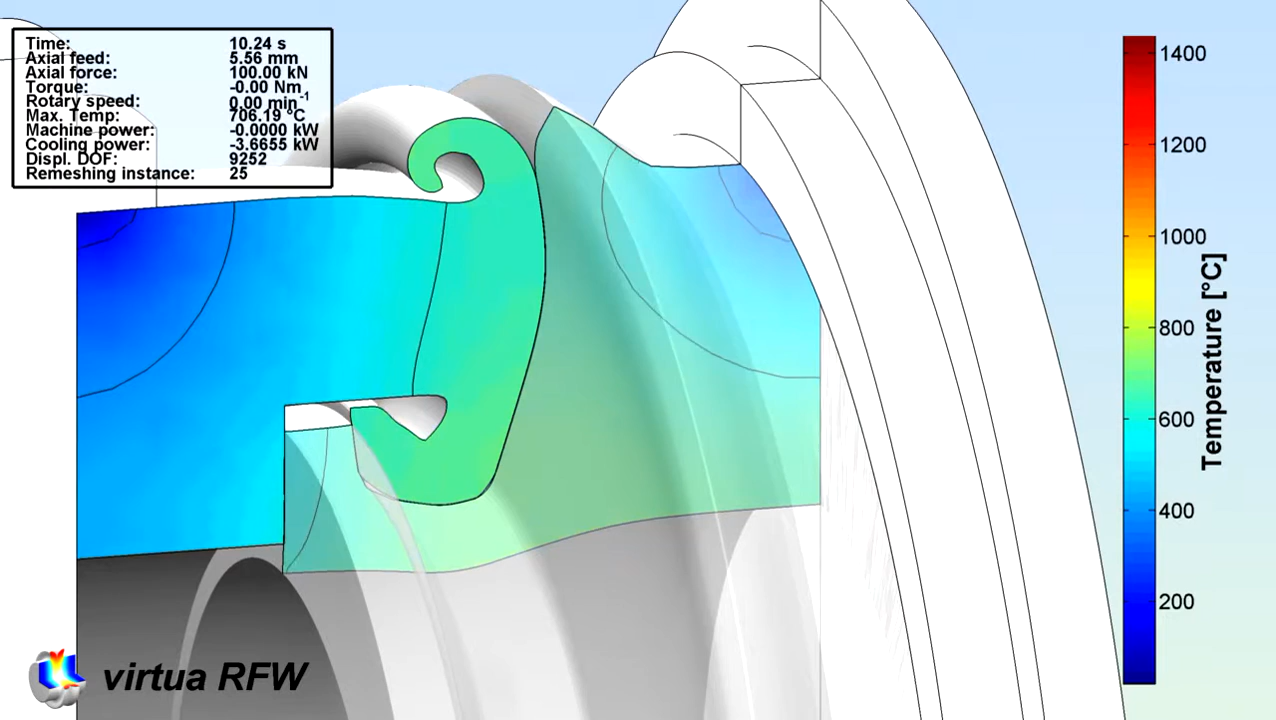 Time: 10.24 s
Axial feed: 5.56 mm
Axial force: 100.00 kN
Torque: -0.00 Nm
Rotary speed: 0.00 min-1
Max. Temp: 706.19 °C
Machine power: -0.0000 kW
Cooling power: -3.6655 kW
Displ. DOF: 9252
Remeshing instance: 25
1400
1200
1000
800
600
400
200
Temperature [°C]
virtua RFW